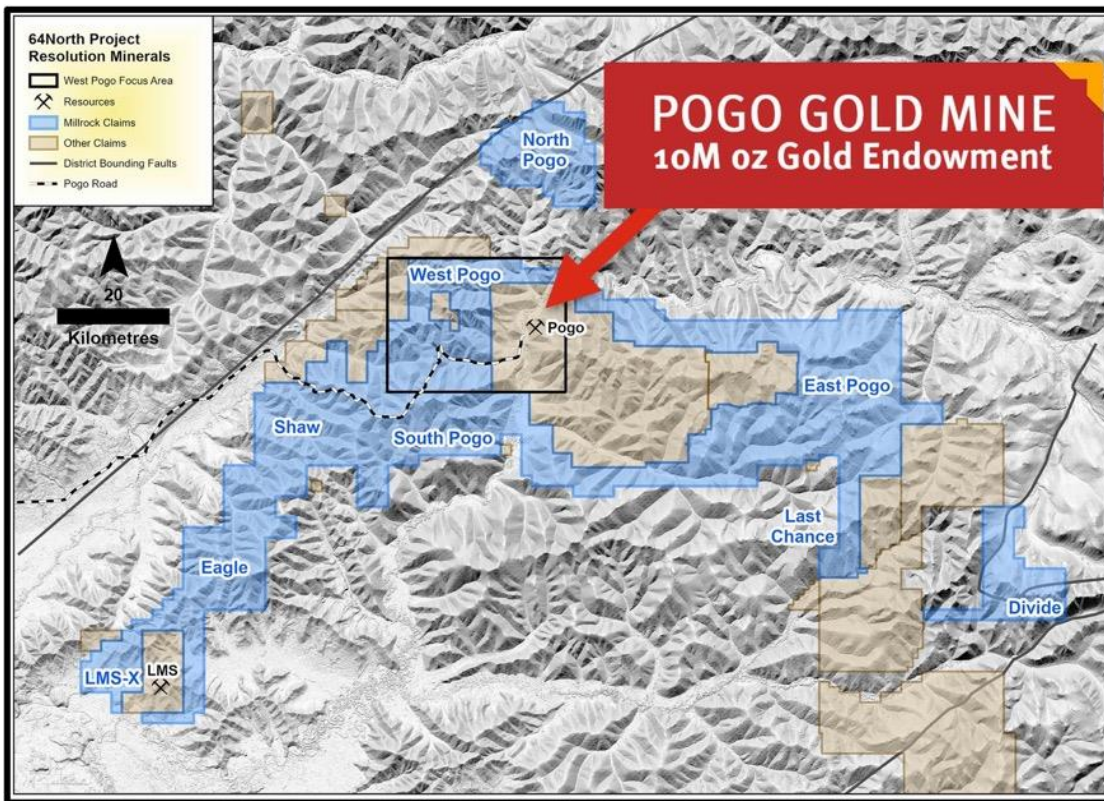 64North Project
Resolution Minerals
West Pogo Focus Area
Resources
Millrock Claims
Other Claims
District Bounding Faults
Pogo Road
POGO GOLD MINE
10M oz Gold Endowment
North
Pogo
20
Kilometres
West Pogo
Pogo
East Pogo
Shaw
South Pogo
Last
Chance
Eagle
Divide
LMS-X
LMS